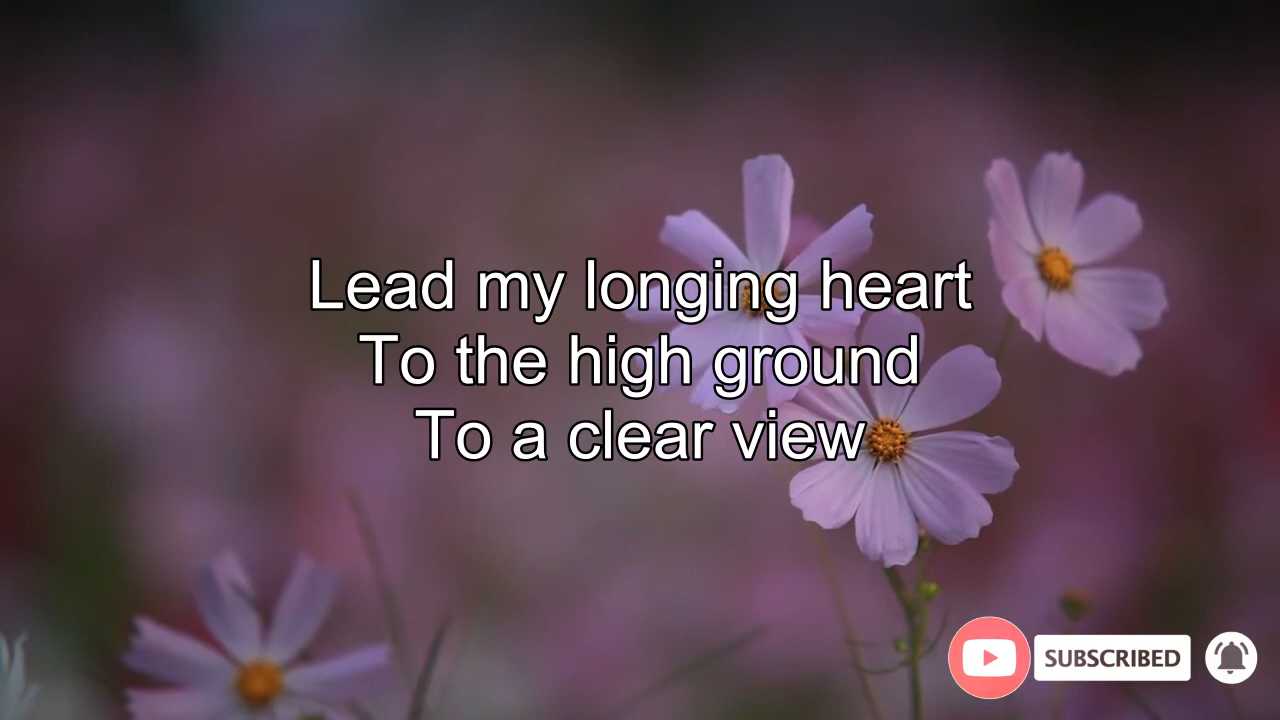 Lead my longing heart
To the high ground
To a clear view
SUBSCRIBED